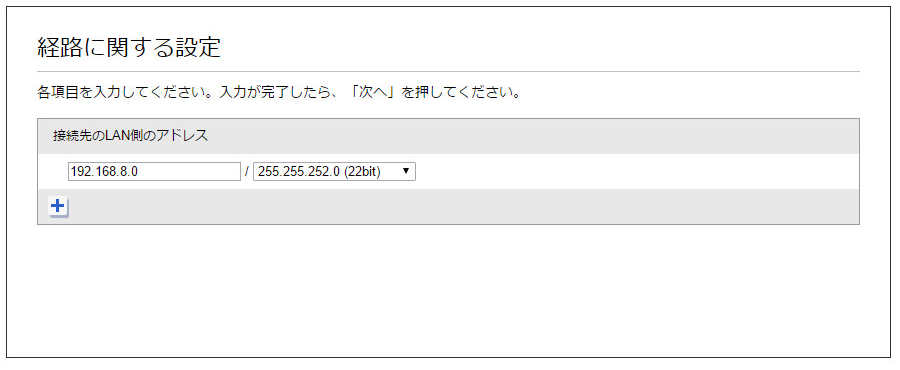 経路に関する設定
各項目を入力してください。入力が完了したら、「次へ」を押してください。
接続先のLAN側のアドレス
192.168.8.0 / 255.255.252.0 (22bit)